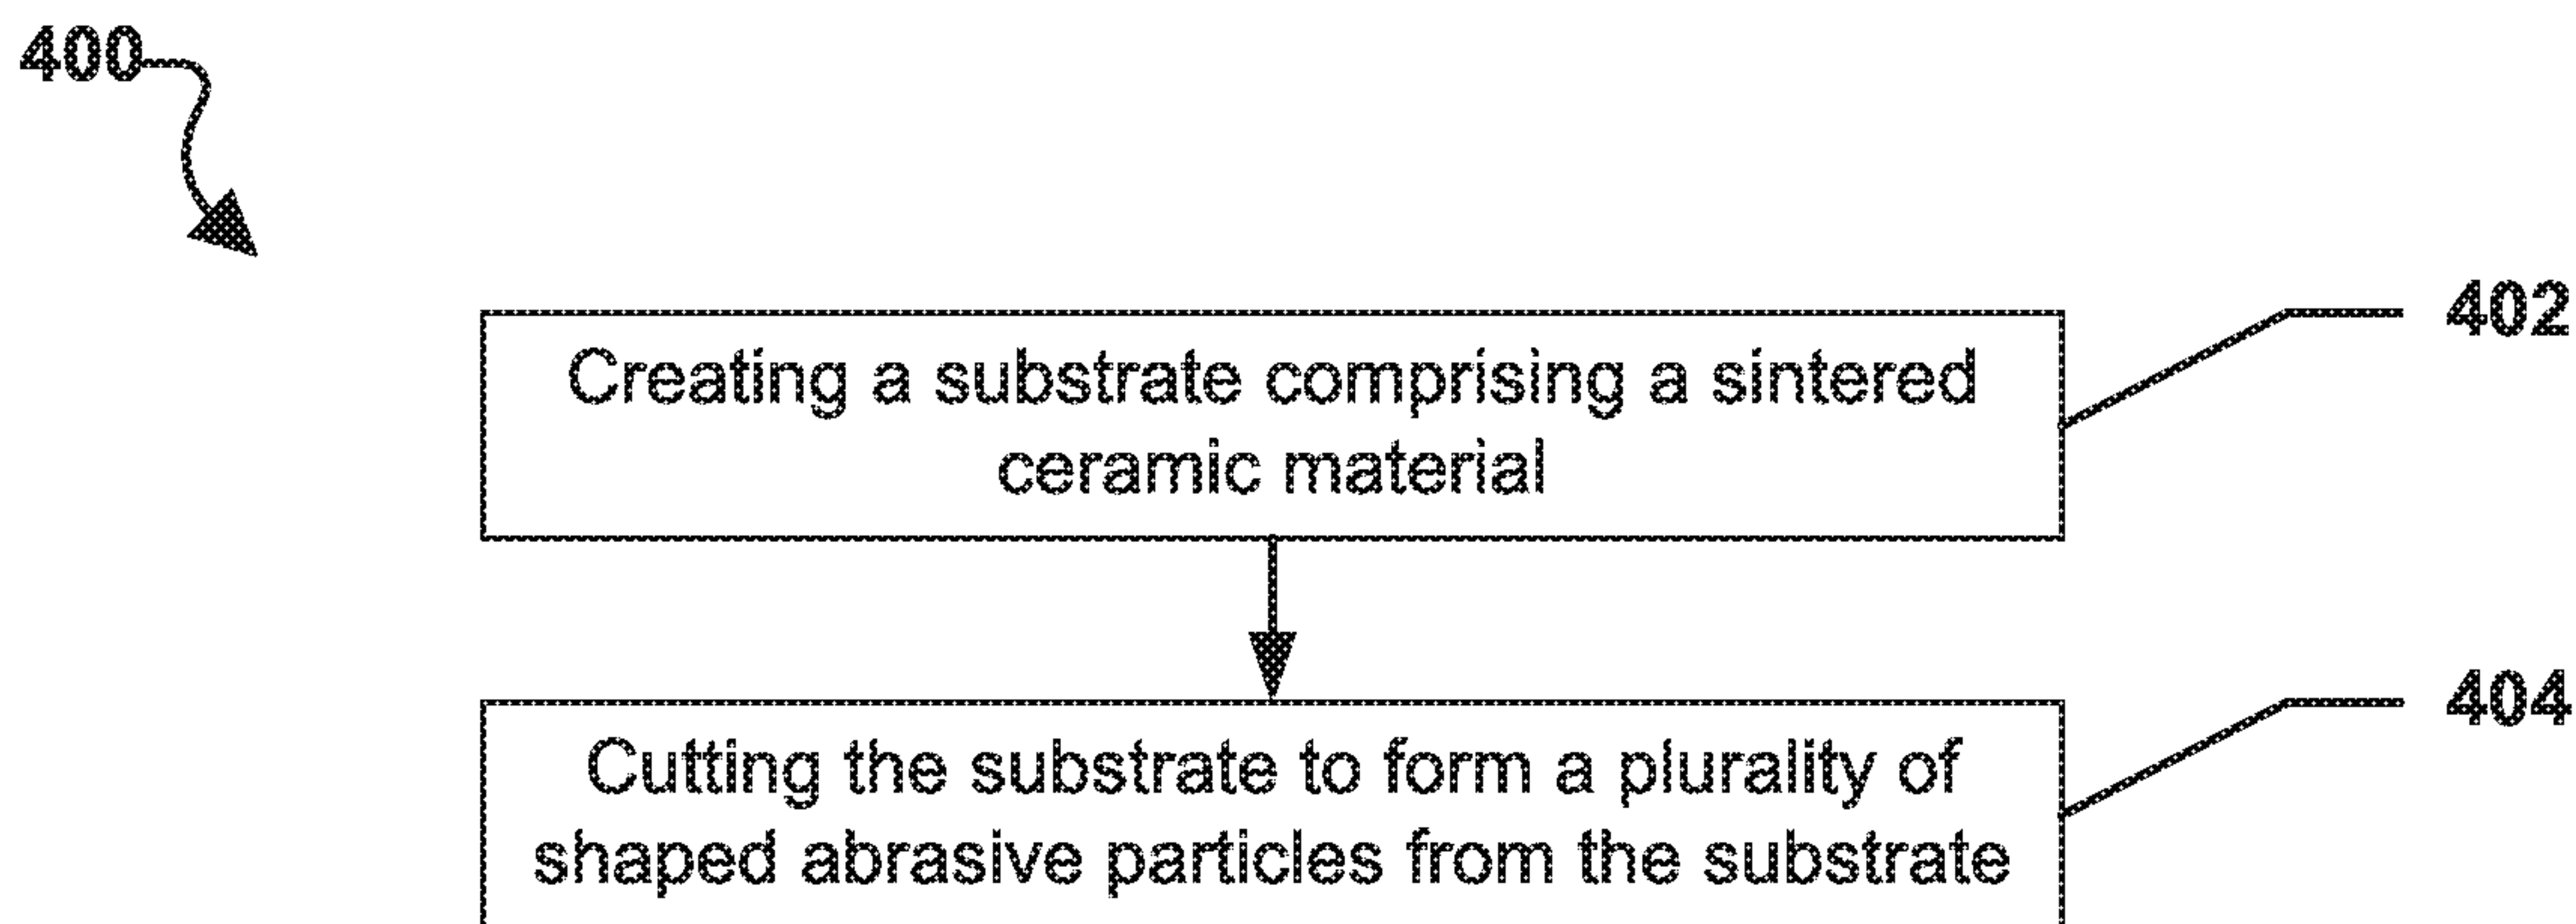 400
402
Creating a substrate comprising a sintered
ceramic material
404
Cutting the substrate to form a plurality of
shaped abrasive particles from the substrate